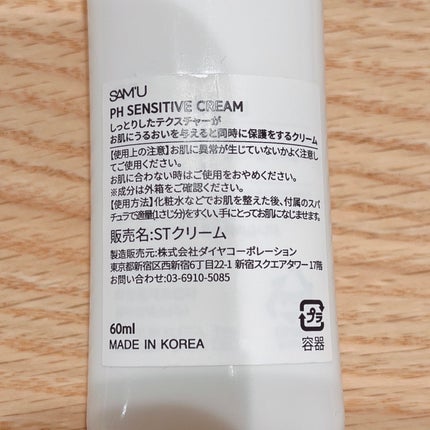 SAM'U
PH SENSITIVE CREAM
しっとりしたテクスチャーが
お肌にうるおいを与えると同時に保護をするクリーム
【使用上の注意】お肌に異常が生じていないかよく注意し
てご使用ください。
お肌に合わない時はご使用をおやめください。
※成分は外箱をご確認ください。
【使用方法】化粧水などでお肌を整えた後、付属のスパ
チュラで適量(1さじ分)をすくい、手にとってお肌になじませます。
販売名:STクリーム
製造販売元:株式会社ダイヤコーポレーション
東京都新宿区西新宿6丁目22-1 新宿スクエアタワー17階
お問い合わせ:03-6910-5085
60ml
MADE IN KOREA
プラ
容器